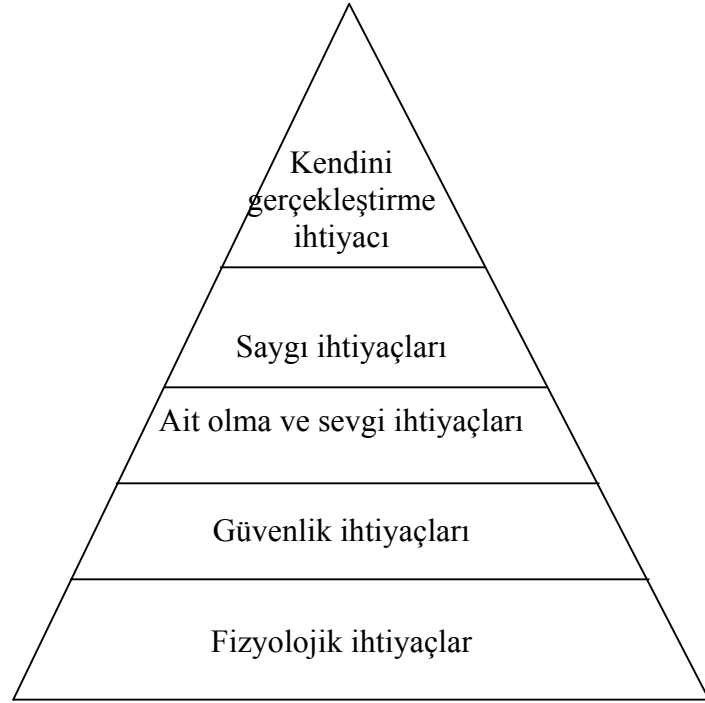 Kendini
gerçekleştirme
ihtiyacı
Saygı ihtiyaçları
Ait olma ve sevgi ihtiyaçları
Güvenlik ihtiyaçları
Fizyolojik ihtiyaçlar